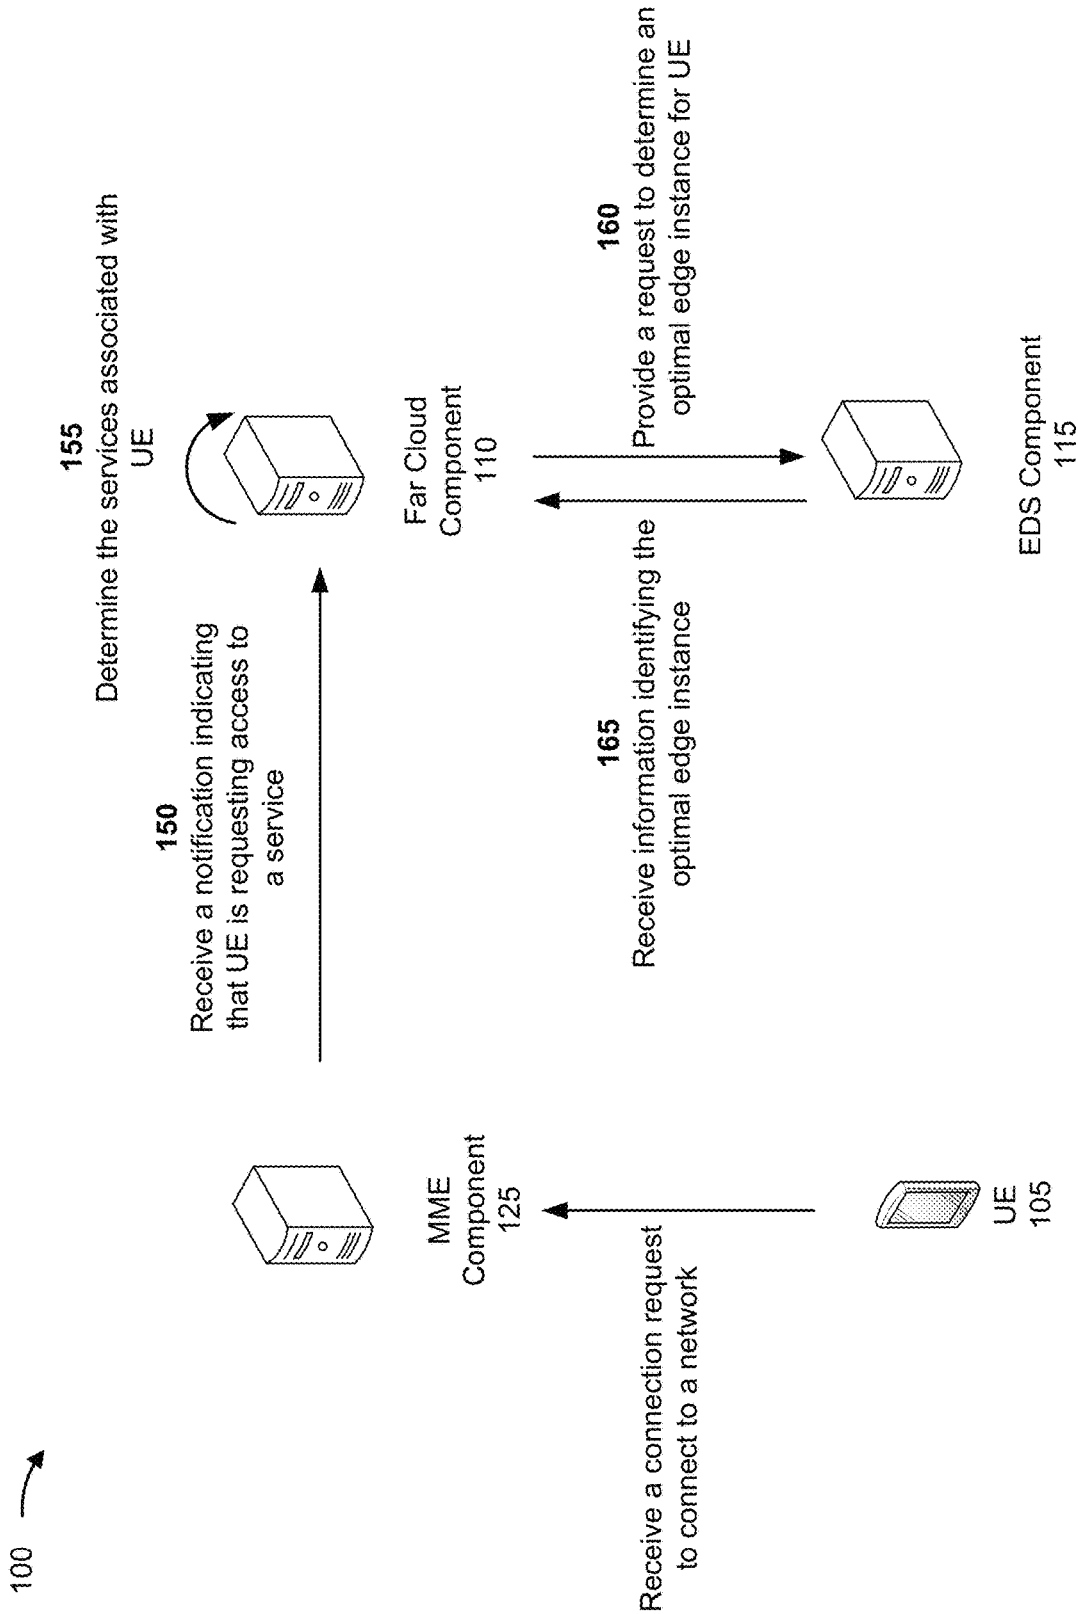 100
155
Determine the services associated with
UE
150
Receive a notification indicating
that UE is requesting access to
a service
MME
Component
125
Far Cloud
Component
110
Receive a connection request
to connect to a network
165
Receive information identifying the
optimal edge instance
160
Provide a request to determine an
optimal edge instance for UE
UE
105
EDS Component
115